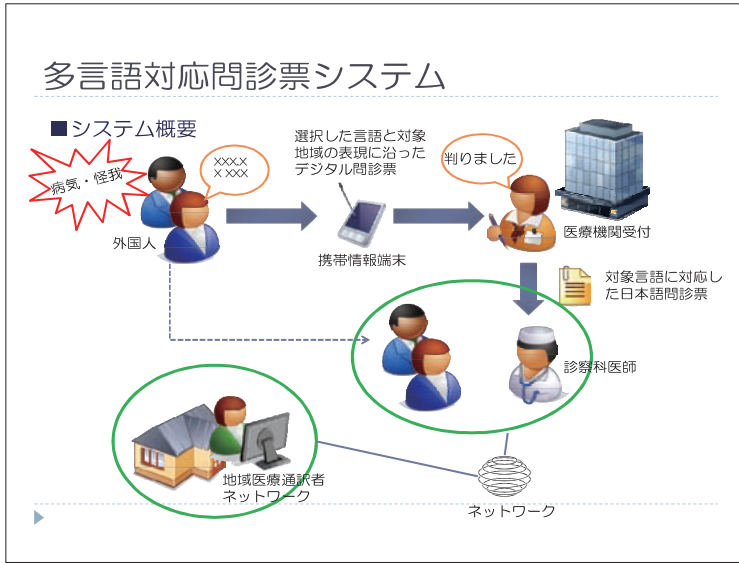 多言語対応問診票システム
■システム概要
病気・怪我
XXX.X
X XXX
選択した言語と対象
地域の表現に沿った
デジタル問診票
判りました
外国人
携帯情報端末
医療機関受付
対象言語に対応し
た日本語問診票
診察科医師
地域医療通訳者
ネットワーク
ネットワーク